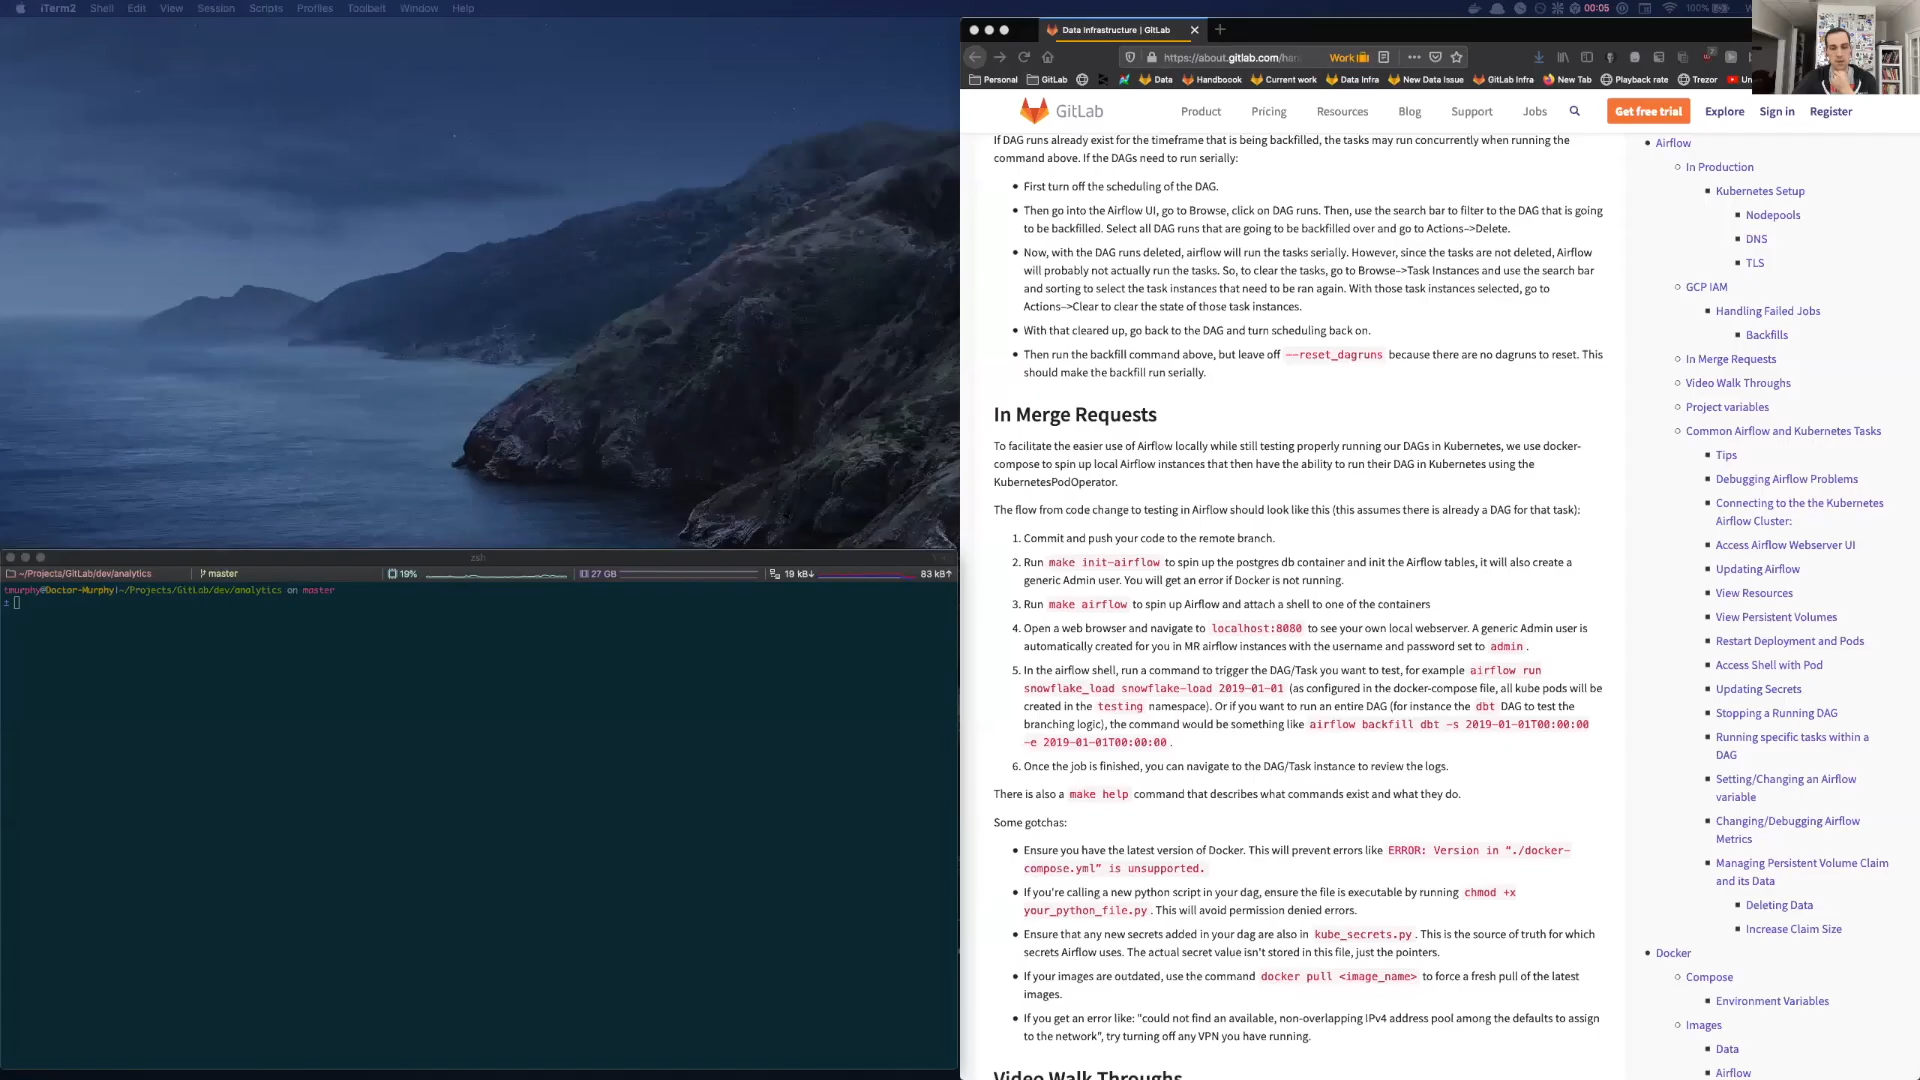 iTerm2 Shell Edit View Session Scripts Profiles Toolbelt Window Help
00:05 100%
Data Infrastructure | GitLab
https://about.gitlab.com/han Work
Personal GitLab Data Handboook Current work Data Infra New Data Issue GitLab Infra New Tab Playback rate Trezor Un
GitLab Product Pricing Resources Blog Support Jobs Get free trial Explore Sign in Register
If DAG runs already exist for the timeframe that is being backfilled, the tasks may run concurrently when running the
command above. If the DAGs need to run serially:
First turn off the scheduling of the DAG.
Then go into the Airflow UI, go to Browse, click on DAG runs. Then, use the search bar to filter to the DAG that is going
to be backfilled. Select all DAG runs that are going to be backfilled over and go to Actions–>Delete.
Now, with the DAG runs deleted, airflow will run the tasks serially. However, since the tasks are not deleted, Airflow
will probably not actually run the tasks. So, to clear the tasks, go to Browse–>Task Instances and use the search bar
and sorting to select the task instances that need to be ran again. With those task instances selected, go to
Actions–>Clear to clear the state of those task instances.
With that cleared up, go back to the DAG and turn scheduling back on.
Then run the backfill command above, but leave off --reset_dagruns because there are no dagruns to reset. This
should make the backfill run serially.
In Merge Requests
To facilitate the easier use of Airflow locally while still testing properly running our DAGs in Kubernetes, we use docker-
compose to spin up local Airflow instances that then have the ability to run their DAG in Kubernetes using the
KubernetesPodOperator.
The flow from code change to testing in Airflow should look like this (this assumes there is already a DAG for that task):
1. Commit and push your code to the remote branch.
2. Run make init-airflow to spin up the postgres db container and init the Airflow tables, it will also create a
generic Admin user. You will get an error if Docker is not running.
3. Run make airflow to spin up Airflow and attach a shell to one of the containers
4. Open a web browser and navigate to localhost:8080 to see your own local webserver. A generic Admin user is
automatically created for you in MR airflow instances with the username and password set to admin .
5. In the airflow shell, run a command to trigger the DAG/Task you want to test, for example airflow run
snowflake_load snowflake-load 2019-01-01 (as configured in the docker-compose file, all kube pods will be
created in the testing namespace). Or if you want to run an entire DAG (for instance the dbt DAG to test the
branching logic), the command would be something like airflow backfill dbt -s 2019-01-01T00:00:00
-e 2019-01-01T00:00:00 .
6. Once the job is finished, you can navigate to the DAG/Task instance to review the logs.
There is also a make help command that describes what commands exist and what they do.
Some gotchas:
Ensure you have the latest version of Docker. This will prevent errors like ERROR: Version in “./docker-
compose.yml” is unsupported.
If you're calling a new python script in your dag, ensure the file is executable by running chmod +x
your_python_file.py . This will avoid permission denied errors.
Ensure that any new secrets added in your dag are also in kube_secrets.py . This is the source of truth for which
secrets Airflow uses. The actual secret value isn't stored in this file, just the pointers.
If your images are outdated, use the command docker pull <image_name> to force a fresh pull of the latest
images.
If you get an error like: "could not find an available, non-overlapping IPv4 address pool among the defaults to assign
to the network", try turning off any VPN you have running.
Video Walk Throughs
Airflow
In Production
Kubernetes Setup
Nodepools
DNS
TLS
GCP IAM
Handling Failed Jobs
Backfills
In Merge Requests
Video Walk Throughs
Project variables
Common Airflow and Kubernetes Tasks
Tips
Debugging Airflow Problems
Connecting to the the Kubernetes
Airflow Cluster:
Access Airflow Webserver UI
Updating Airflow
View Resources
View Persistent Volumes
Restart Deployment and Pods
Access Shell with Pod
Updating Secrets
Stopping a Running DAG
Running specific tasks within a
DAG
Setting/Changing an Airflow
variable
Changing/Debugging Airflow
Metrics
Managing Persistent Volume Claim
and its Data
Deleting Data
Increase Claim Size
Docker
Compose
Environment Variables
Images
Data
Airflow
zsh
~/Projects/GitLab/dev/analytics master 19% 27 GB 19 kB↓ 83 kB↑
tmurphy@Doctor-Murphy|~/Projects/GitLab/dev/analytics on master
±